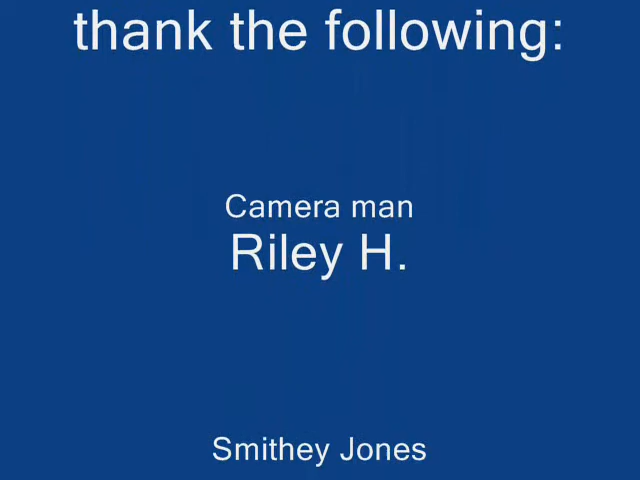 thank the following:
Camera man
Riley H.
Smithey Jones